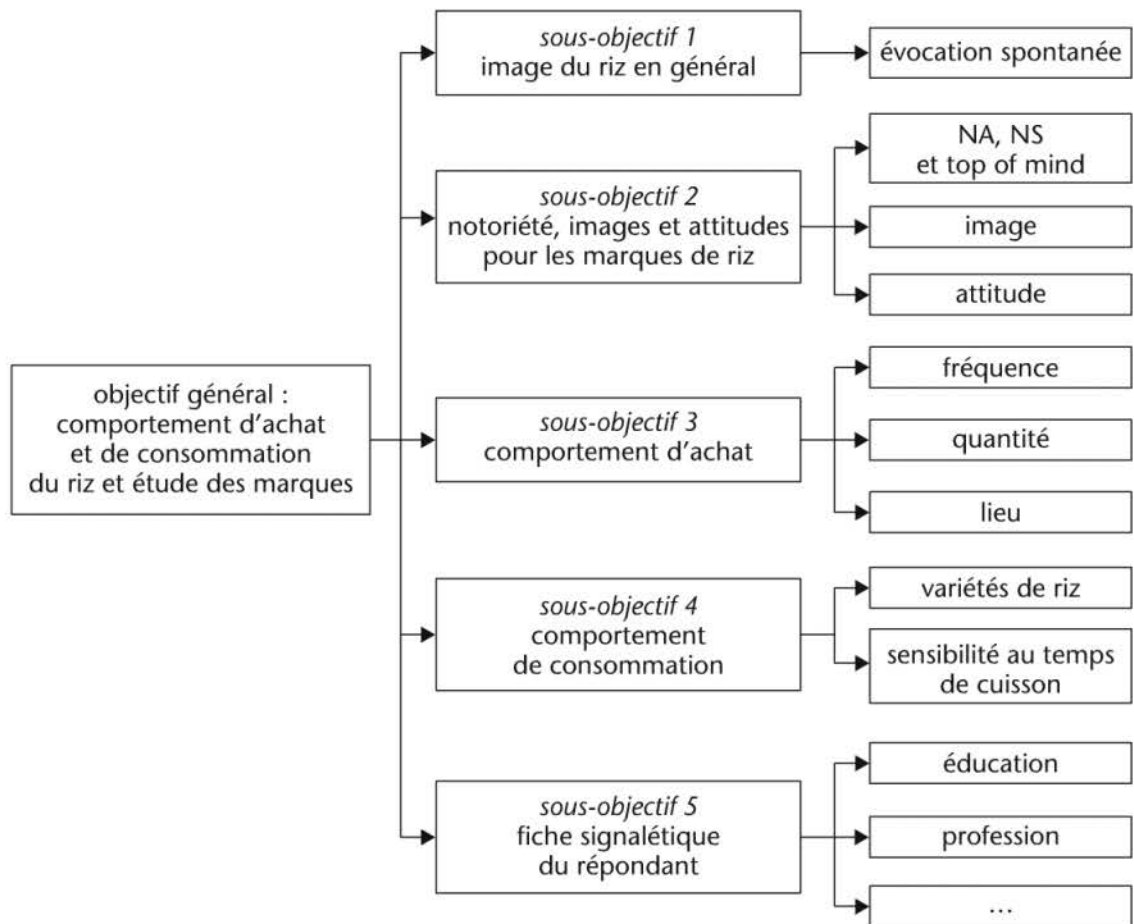 sous-objectif 1
image du riz en général
évocation spontanée
sous-objectif 2
notoriété, images et attitudes
pour les marques de riz
NA, NS
et top of mind
image
attitude
objectif général :
comportement d'achat
et de consommation
du riz et étude des marques
sous-objectif 3
comportement d'achat
fréquence
quantité
lieu
sous-objectif 4
comportement
de consommation
variétés de riz
sensibilité au temps
de cuisson
sous-objectif 5
fiche signalétique
du répondant
éducation
profession
...